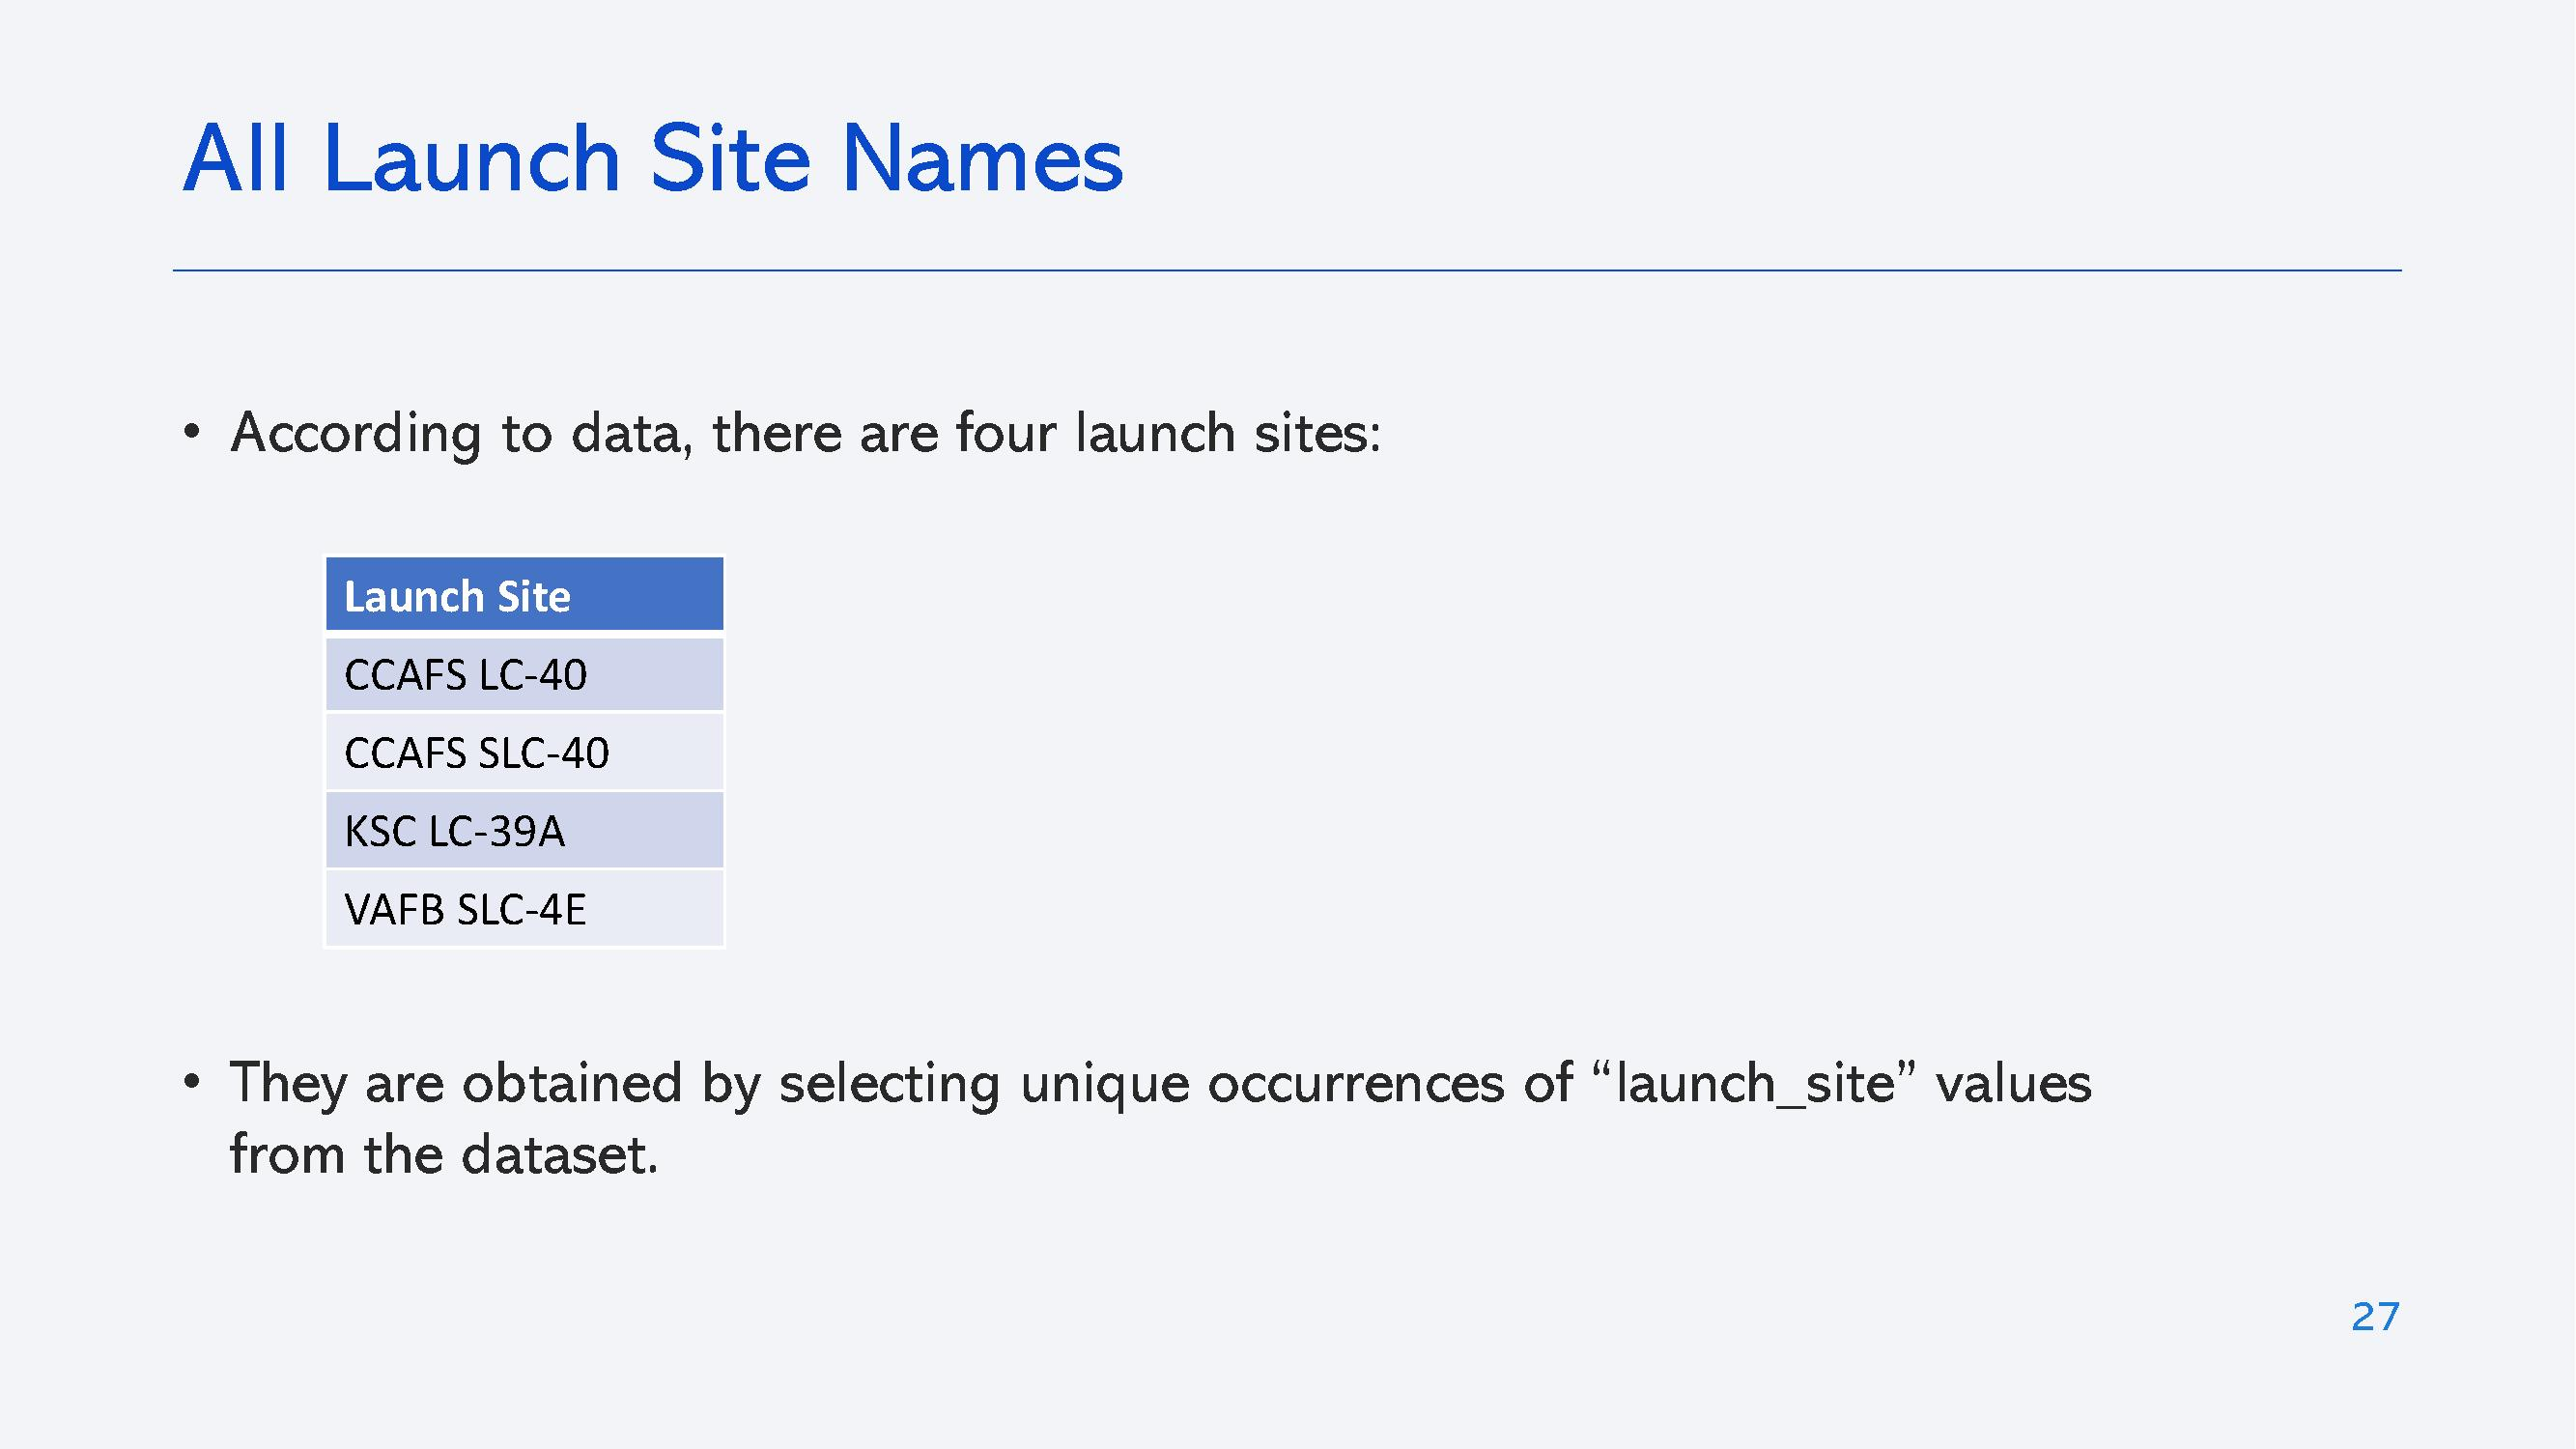 All Launch Site Names
• According to data, there are four launch sites:
Launch Site
CCAFS LC-40
CCAFS SLC-40
KSC LC-39A
VAFB SLC-4E
• They are obtained by selecting unique occurrences of “launch_site” values
from the dataset.
27